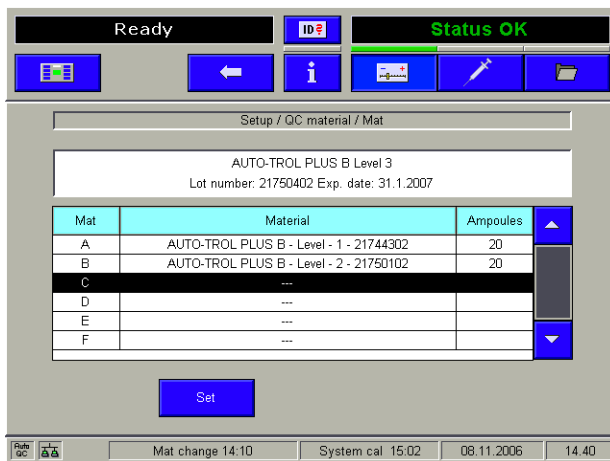 Ready
ID?
Status OK
i
- +
Setup / QC material / Mat
AUTO-TROL PLUS B Level 3
Lot number: 21750402 Exp. date: 31.1.2007
Mat Material Ampoules
A AUTO-TROL PLUS B - Level - 1 - 21744302 20
B AUTO-TROL PLUS B - Level - 2 - 21750102 20
C ---
D ---
E ---
F ---
Set
Auto QC Mat change 14:10 System cal 15:02 08.11.2006 14.40